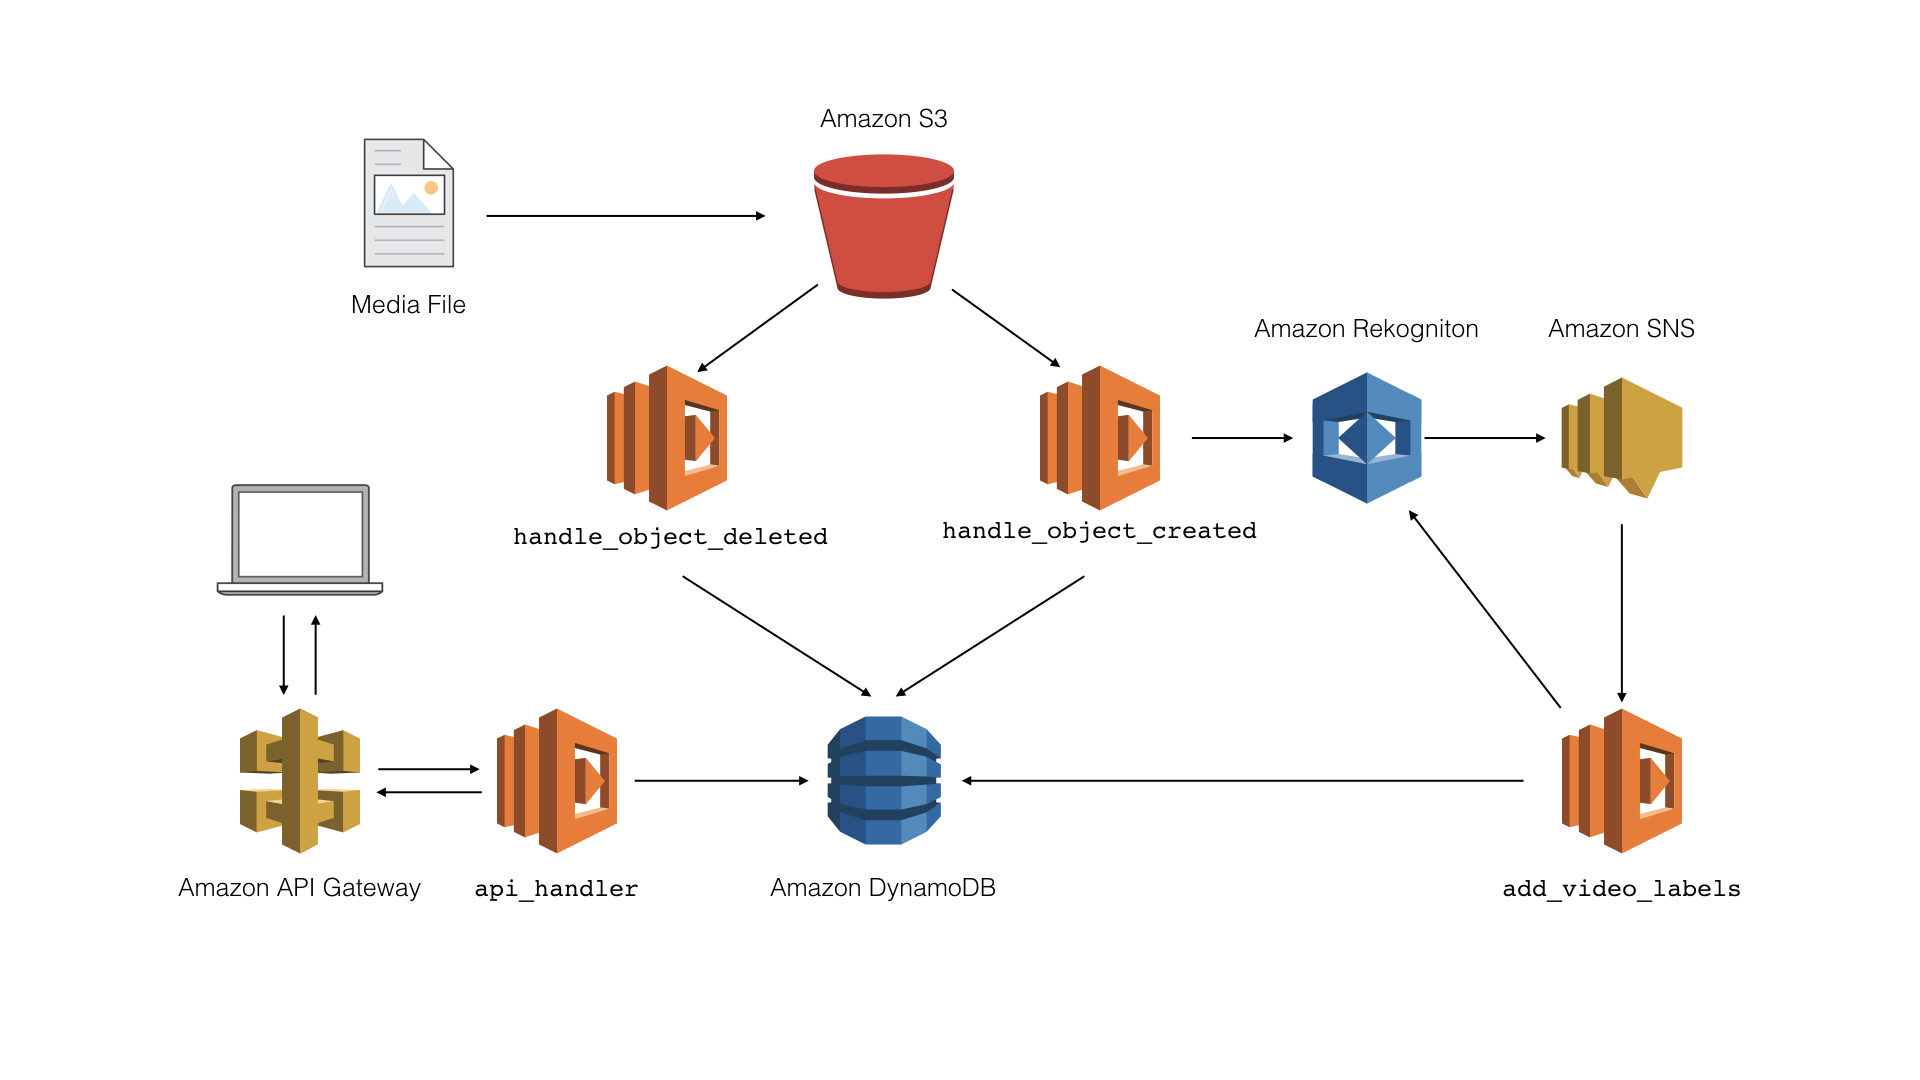 Amazon S3
Media File
Amazon Rekogniton
Amazon SNS
handle_object_deleted
handle_object_created
Amazon API Gateway
api_handler
Amazon DynamoDB
add_video_labels